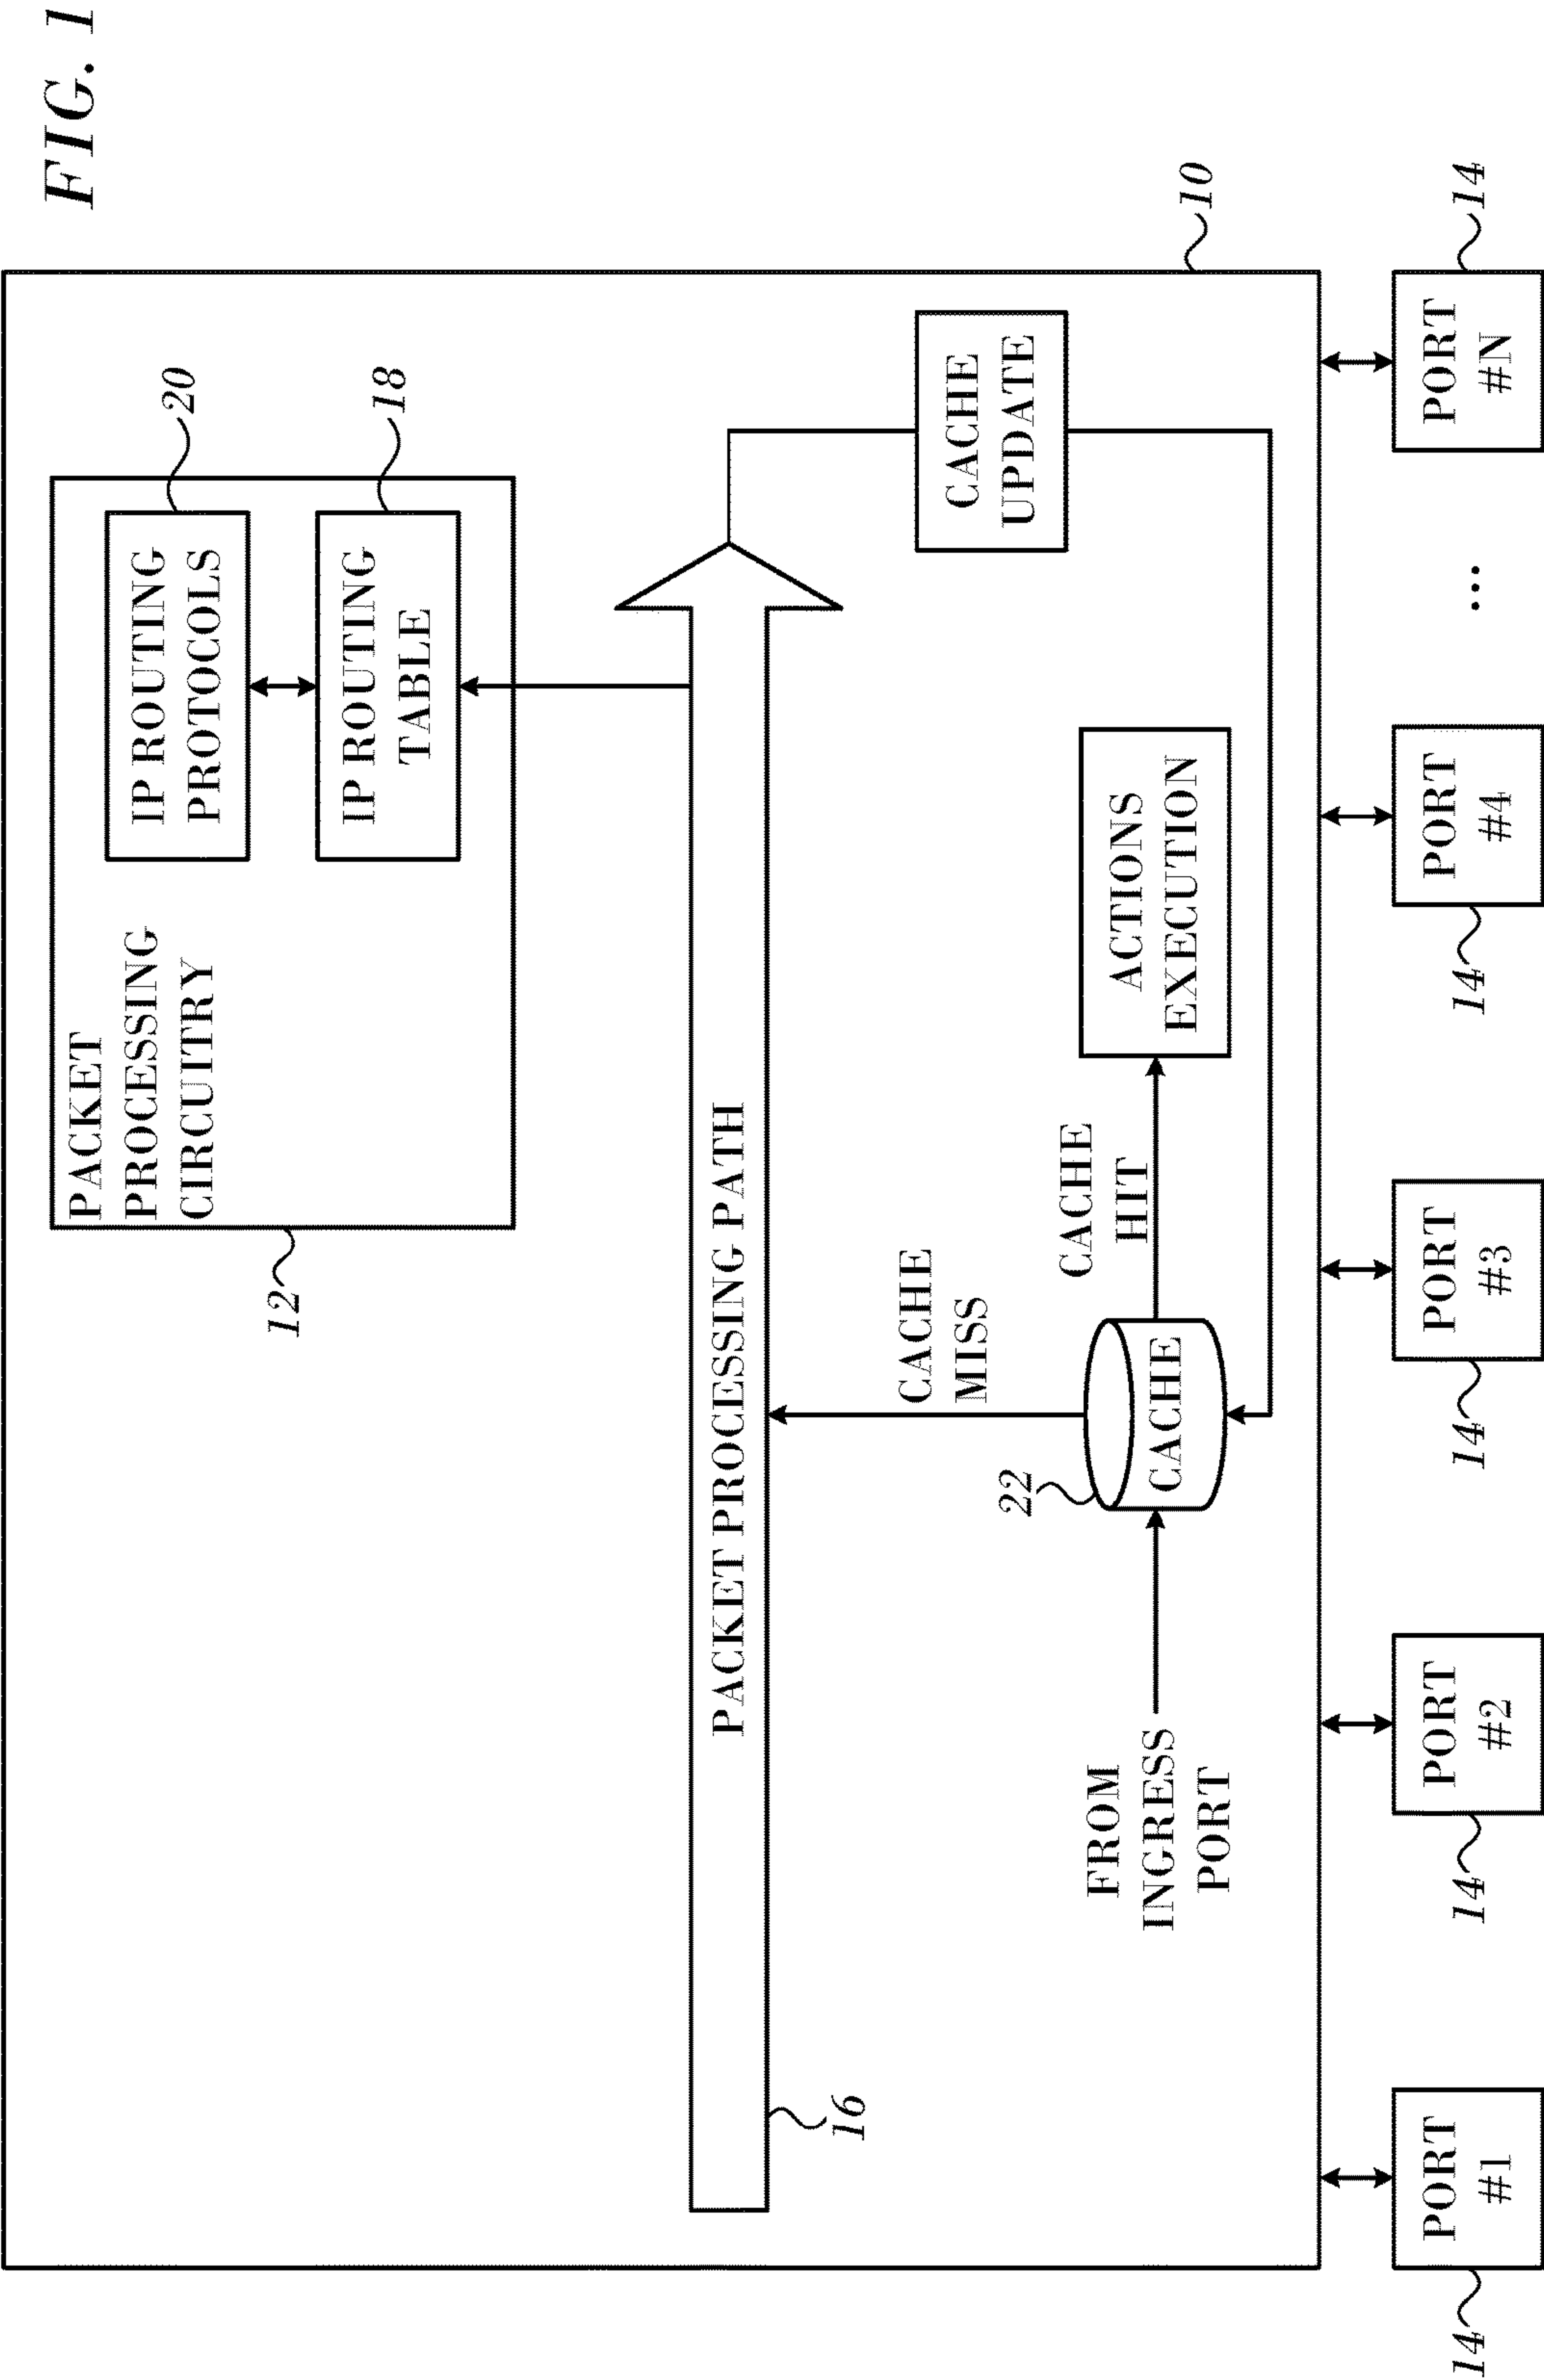 FIG. 1
20
18
IP ROUTING
PROTOCOLS
IP ROUTING
TABLE
PACKET
PROCESSING
CIRCUITRY
12
PACKET PROCESSING PATH
16
CACHE
UPDATE
CACHE
MISS
CACHE
HIT
ACTIONS
EXECUTION
22
CACHE
FROM
INGRESS
PORT
10
PORT
#1
14
PORT
#2
14
PORT
#3
14
PORT
#4
14
...
PORT
#N
14